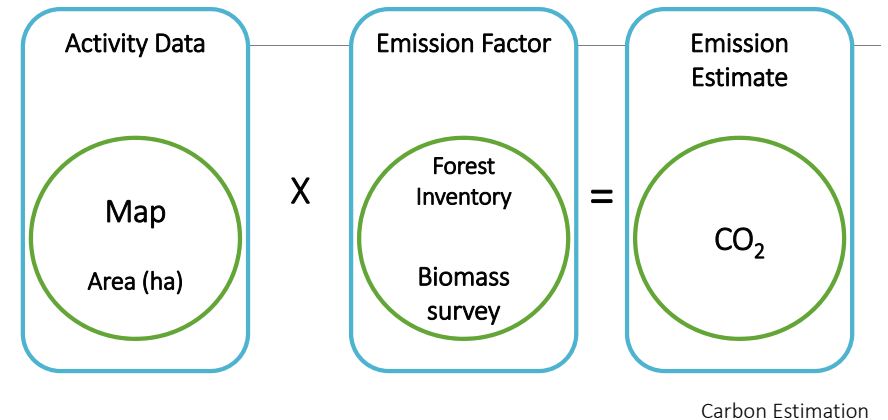 Activity Data
Map
Area (ha)
X
Emission Factor
Forest
Inventory
Biomass
survey
=
Emission
Estimate
CO₂
Carbon Estimation